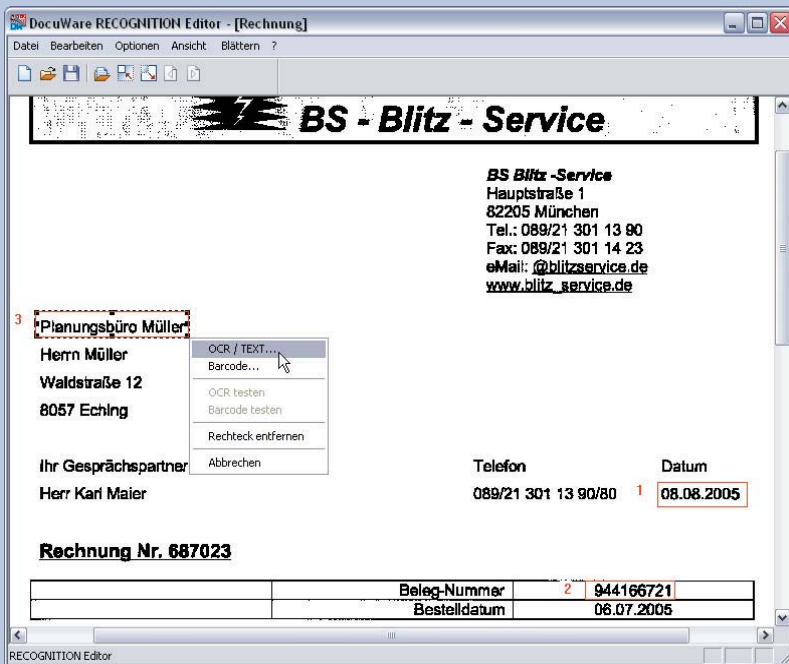 DocuWare RECOGNITION Editor - [Rechnung]
Datei Bearbeiten Optionen Ansicht Blättern ?
BS - Blitz - Service
BS Blitz -Service
Hauptstraße 1
82205 München
Tel.: 089/21 301 13 90
Fax: 089/21 301 14 23
eMail: @blitzservice.de
www.blitz_service.de
3 Planungsbüro Müller
Herrn Müller
Waldstraße 12
8057 Eching
OCR / TEXT...
Barcode...
OCR testen
Barcode testen
Rechteck entfernen
Abbrechen
Ihr Gesprächspartner Telefon Datum
Herr Karl Maier 089/21 301 13 90/80 1 08.08.2005
Rechnung Nr. 687023
Beleg-Nummer 2 944166721
Bestelldatum 06.07.2005
RECOGNITION Editor